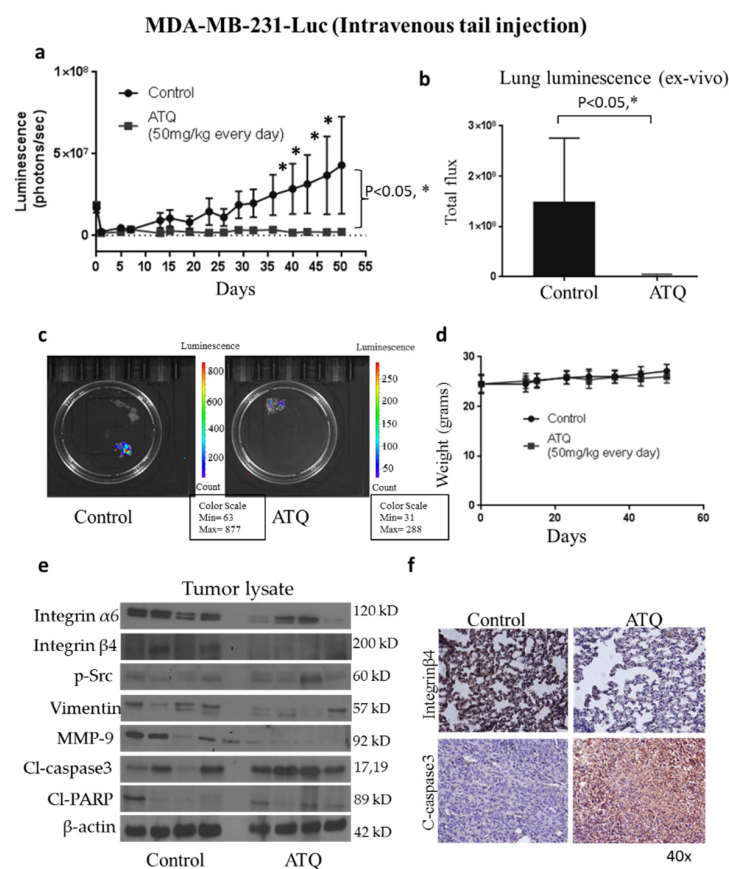 MDA-MB-231-Luc (Intravenous tail injection)
a
1×10⁸
5×10⁷
0
Luminescence
(photons/sec)
Control
ATQ
(50mg/kg every day)
* * * *
P<0.05, *
0 5 10 15 20 25 30 35 40 45 50 55
Days
b
Lung luminescence (ex-vivo)
P<0.05,*
3×10⁸
2×10⁸
1×10⁸
0
Total flux
Control ATQ
c
Luminescence
800
600
400
200
Count
Color Scale
Min= 63
Max= 877
Control
Luminescence
250
200
150
100
50
Count
Color Scale
Min= 31
Max= 288
ATQ
d
30
20
10
0
Weight (grams)
Control
ATQ
(50mg/kg every day)
0 20 40 60
Days
e
Tumor lysate
Integrin α6 120 kD
Integrin β4 200 kD
p-Src 60 kD
Vimentin 57 kD
MMP-9 92 kD
Cl-caspase3 17,19
Cl-PARP 89 kD
β-actin 42 kD
Control ATQ
f
Control ATQ
Integrinβ4
C-caspase3
40x